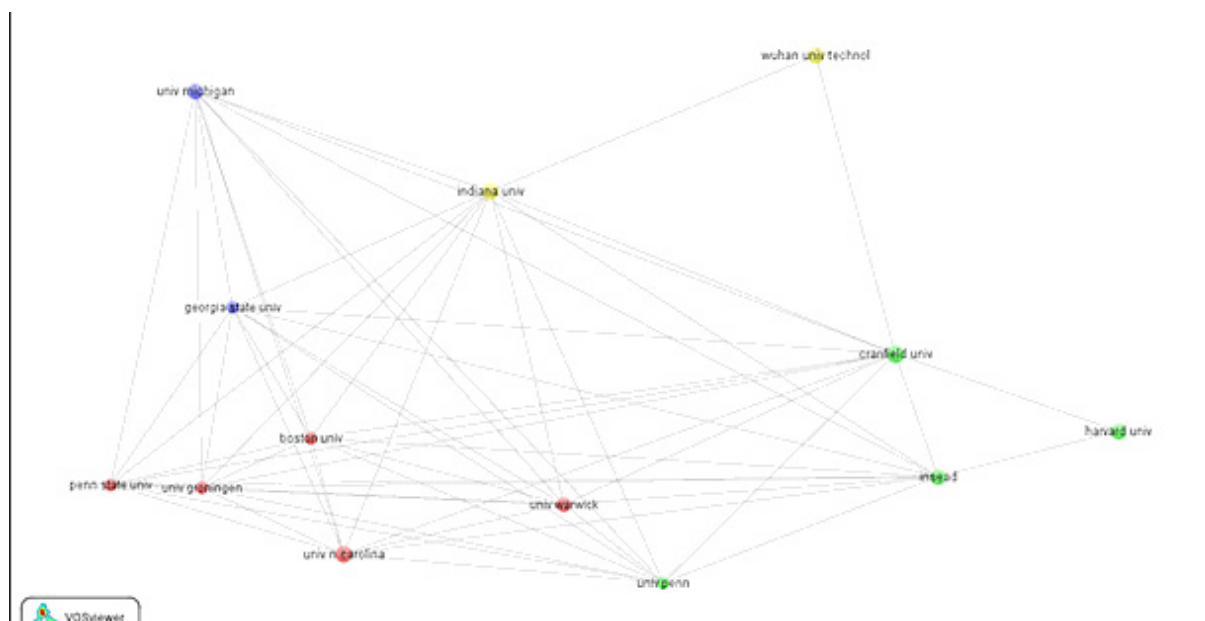 wuhan univ technol
univ michigan
indiana univ
georgia state univ
cranfield univ
harvard univ
boston univ
insead
penn state univ
univ groningen
univ warwick
univ n carolina
univ penn
VOSviewer